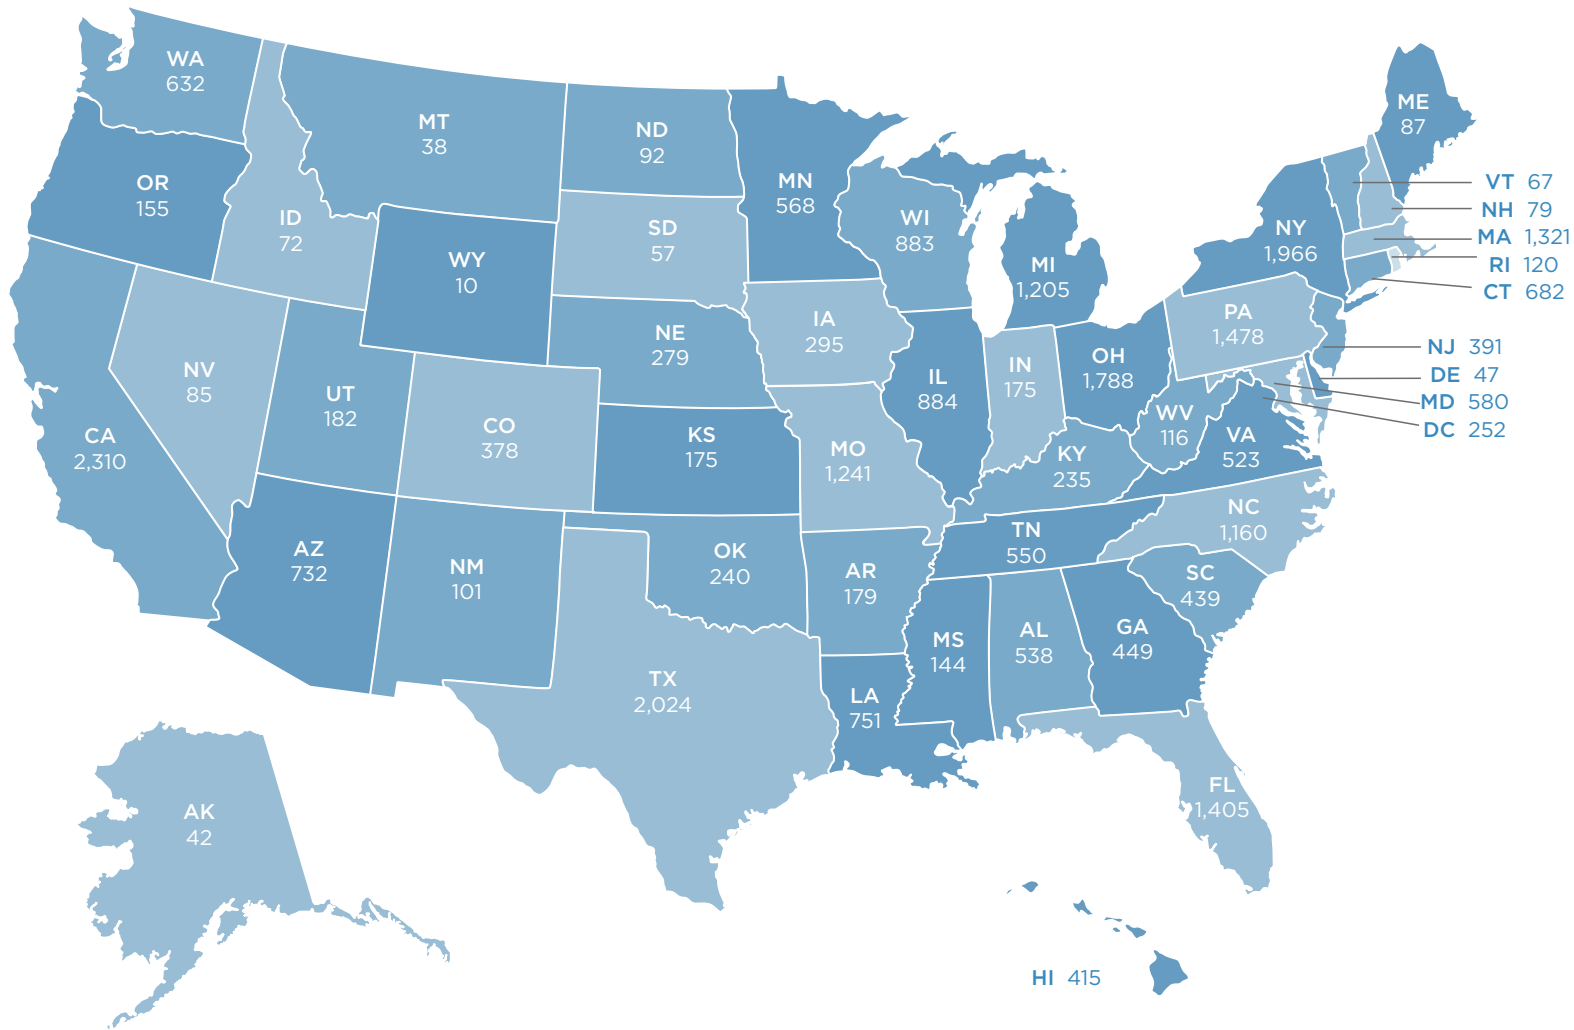 WA
632
OR
155
CA
2,310
NV
85
ID
72
MT
38
WY
10
UT
182
AZ
732
CO
378
NM
101
ND
92
SD
57
NE
279
KS
175
OK
240
TX
2,024
MN
568
IA
295
MO
1,241
AR
179
LA
751
WI
883
IL
884
MI
1,205
IN
175
OH
1,788
KY
235
TN
550
MS
144
AL
538
GA
449
FL
1,405
SC
439
NC
1,160
VA
523
WV
116
PA
1,478
NY
1,966
ME
87
VT 67
NH 79
MA 1,321
RI 120
CT 682
NJ 391
DE 47
MD 580
DC 252
AK
42
HI 415